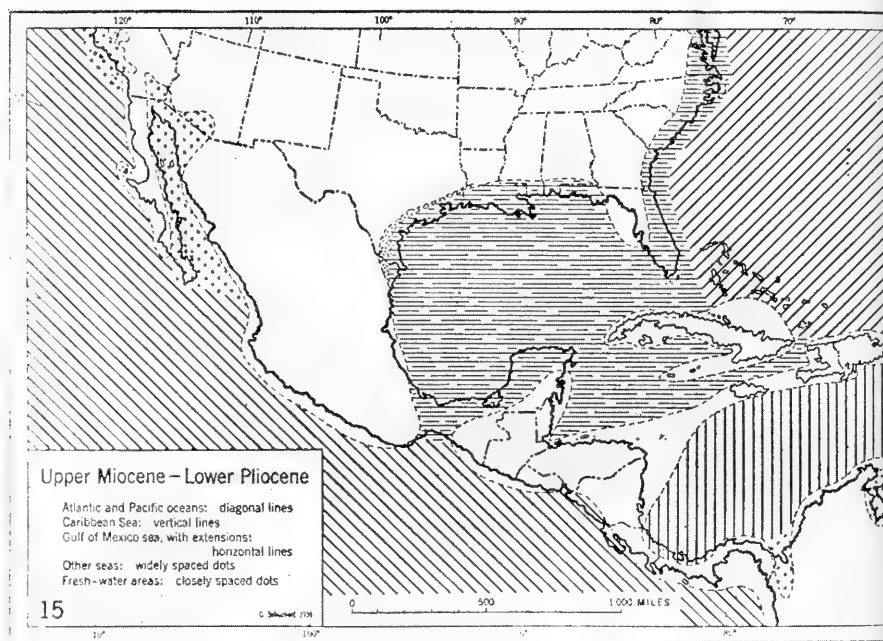 120° 110° 100° 90° 80° 70°
Upper Miocene – Lower Pliocene
Atlantic and Pacific oceans: diagonal lines
Caribbean Sea: vertical lines
Gulf of Mexico sea, with extensions:
horizontal lines
Other seas: widely spaced dots
Fresh-water areas: closely spaced dots
15
0 500 1000 MILES